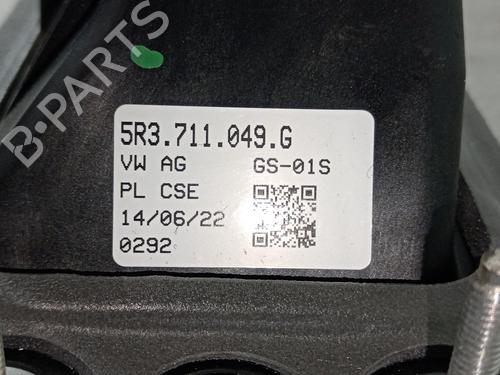 B-PARTS
5R3.711.049.G
VW AG GS-01S
PL CSE
14/06/22
0292